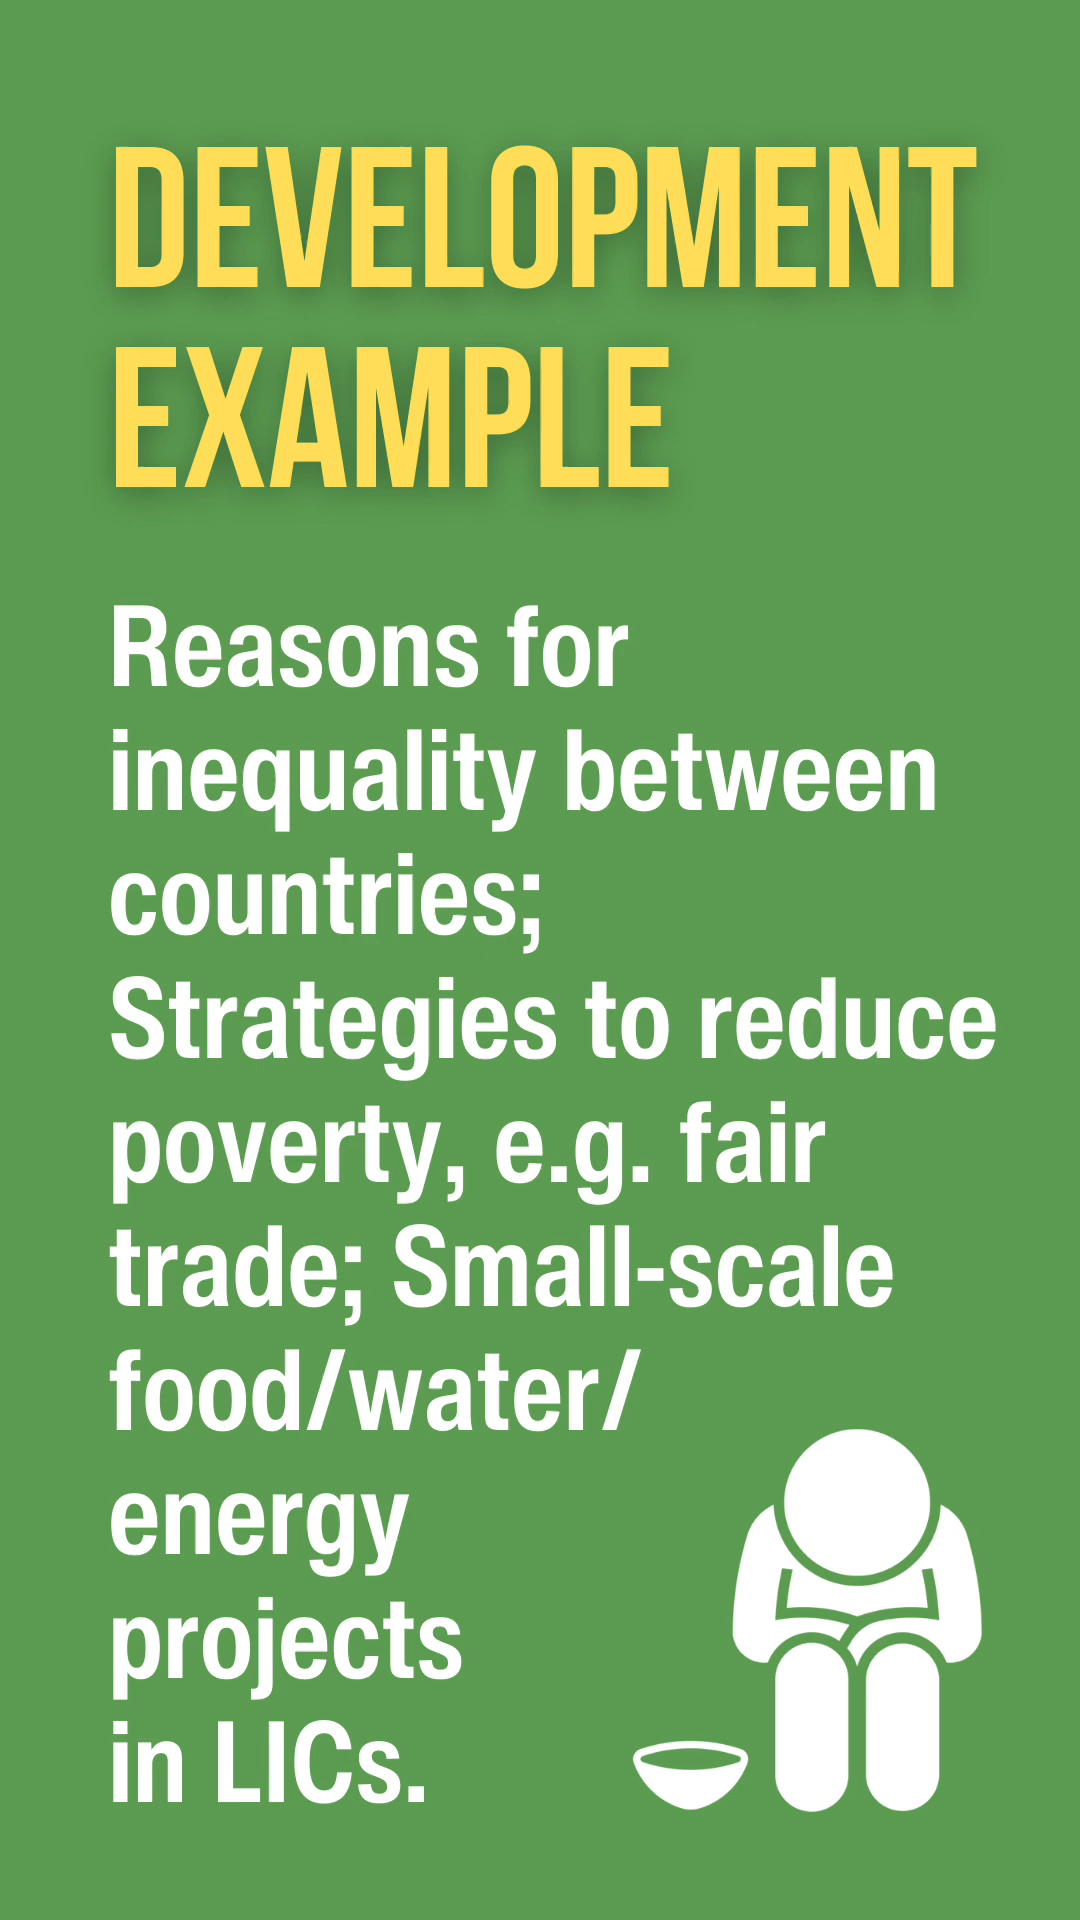 DEVELOPMENT
EXAMPLE
Reasons for
inequality between
countries;
Strategies to reduce
poverty, e.g. fair
trade; Small-scale
food/water/
energy
projects
in LICs.